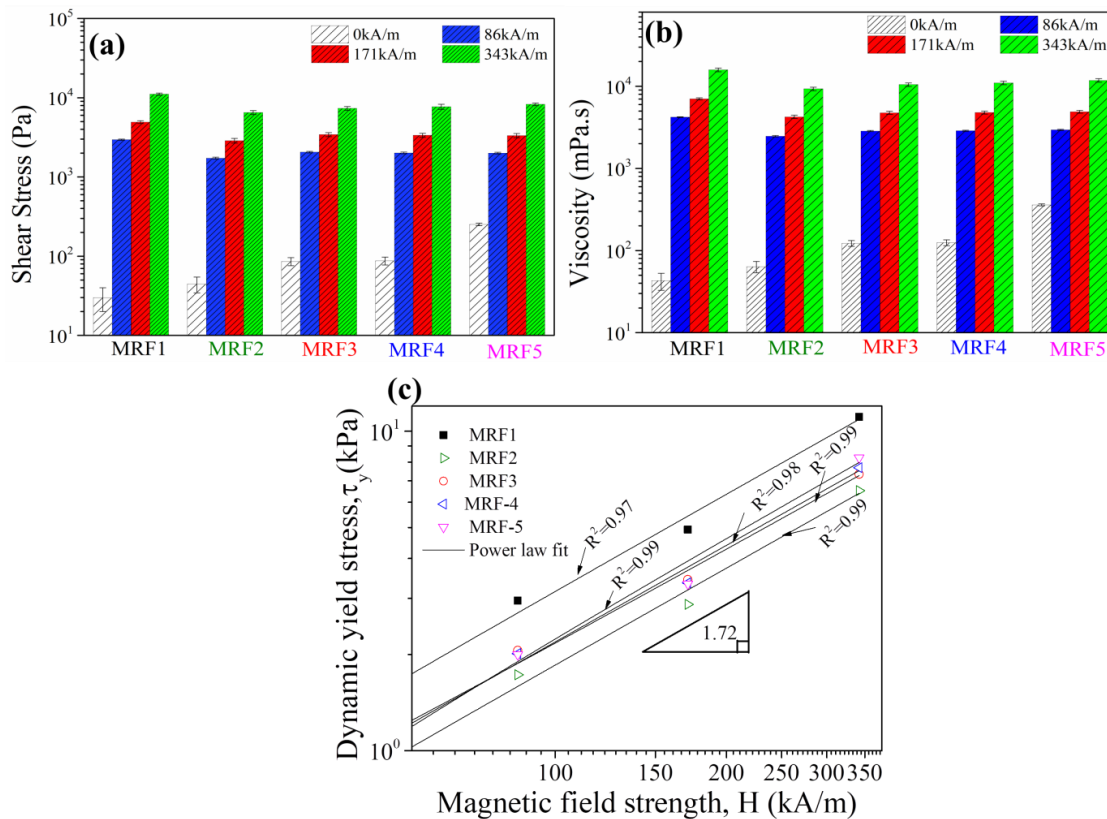 (a)
0kA/m
86kA/m
171kA/m
343kA/m
10^5
10^4
10^3
10^2
10^1
Shear Stress (Pa)
MRF1 MRF2 MRF3 MRF4 MRF5
(b)
0kA/m
86kA/m
171kA/m
343kA/m
10^4
10^3
10^2
10^1
Viscosity (mPa.s)
MRF1 MRF2 MRF3 MRF4 MRF5
(c)
MRF1
MRF2
MRF3
MRF-4
MRF-5
Power law fit
R^2=0.97
R^2=0.99
R^2=0.98
R^2=0.99
R^2=0.99
1.72
10^1
10^0
Dynamic yield stress,τ_y(kPa)
100 150 200 250 300 350
Magnetic field strength, H (kA/m)